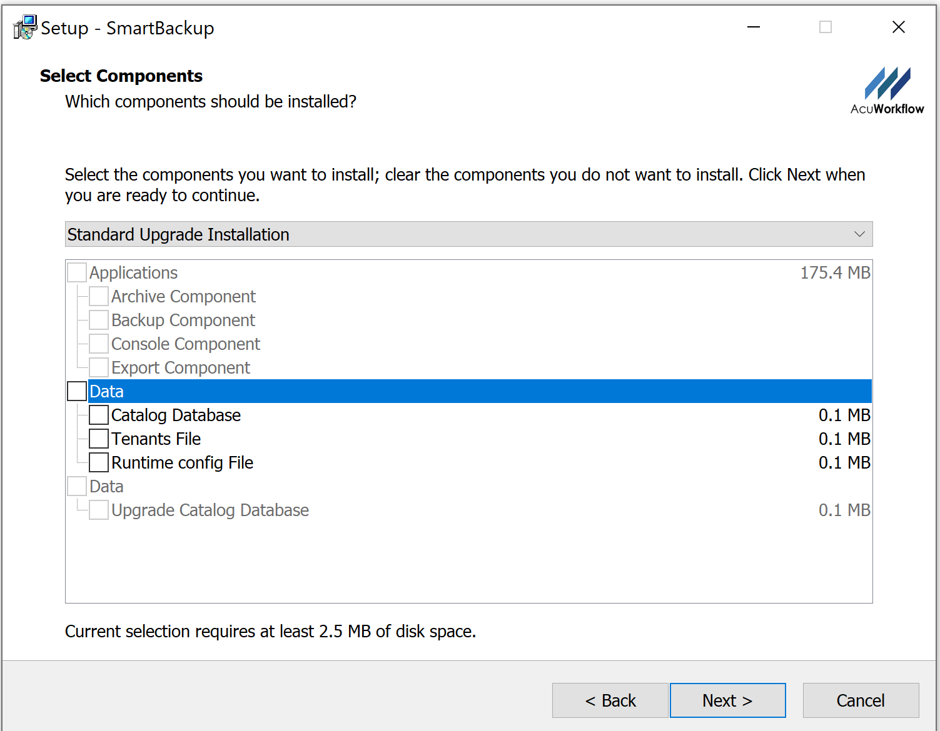 Setup - SmartBackup
Select Components
Which components should be installed?
AcuWorkflow
Select the components you want to install; clear the components you do not want to install. Click Next when
you are ready to continue.
Standard Upgrade Installation
Applications 175.4 MB
Archive Component
Backup Component
Console Component
Export Component
Data
Catalog Database 0.1 MB
Tenants File 0.1 MB
Runtime config File 0.1 MB
Data
Upgrade Catalog Database 0.1 MB
Current selection requires at least 2.5 MB of disk space.
< Back Next > Cancel